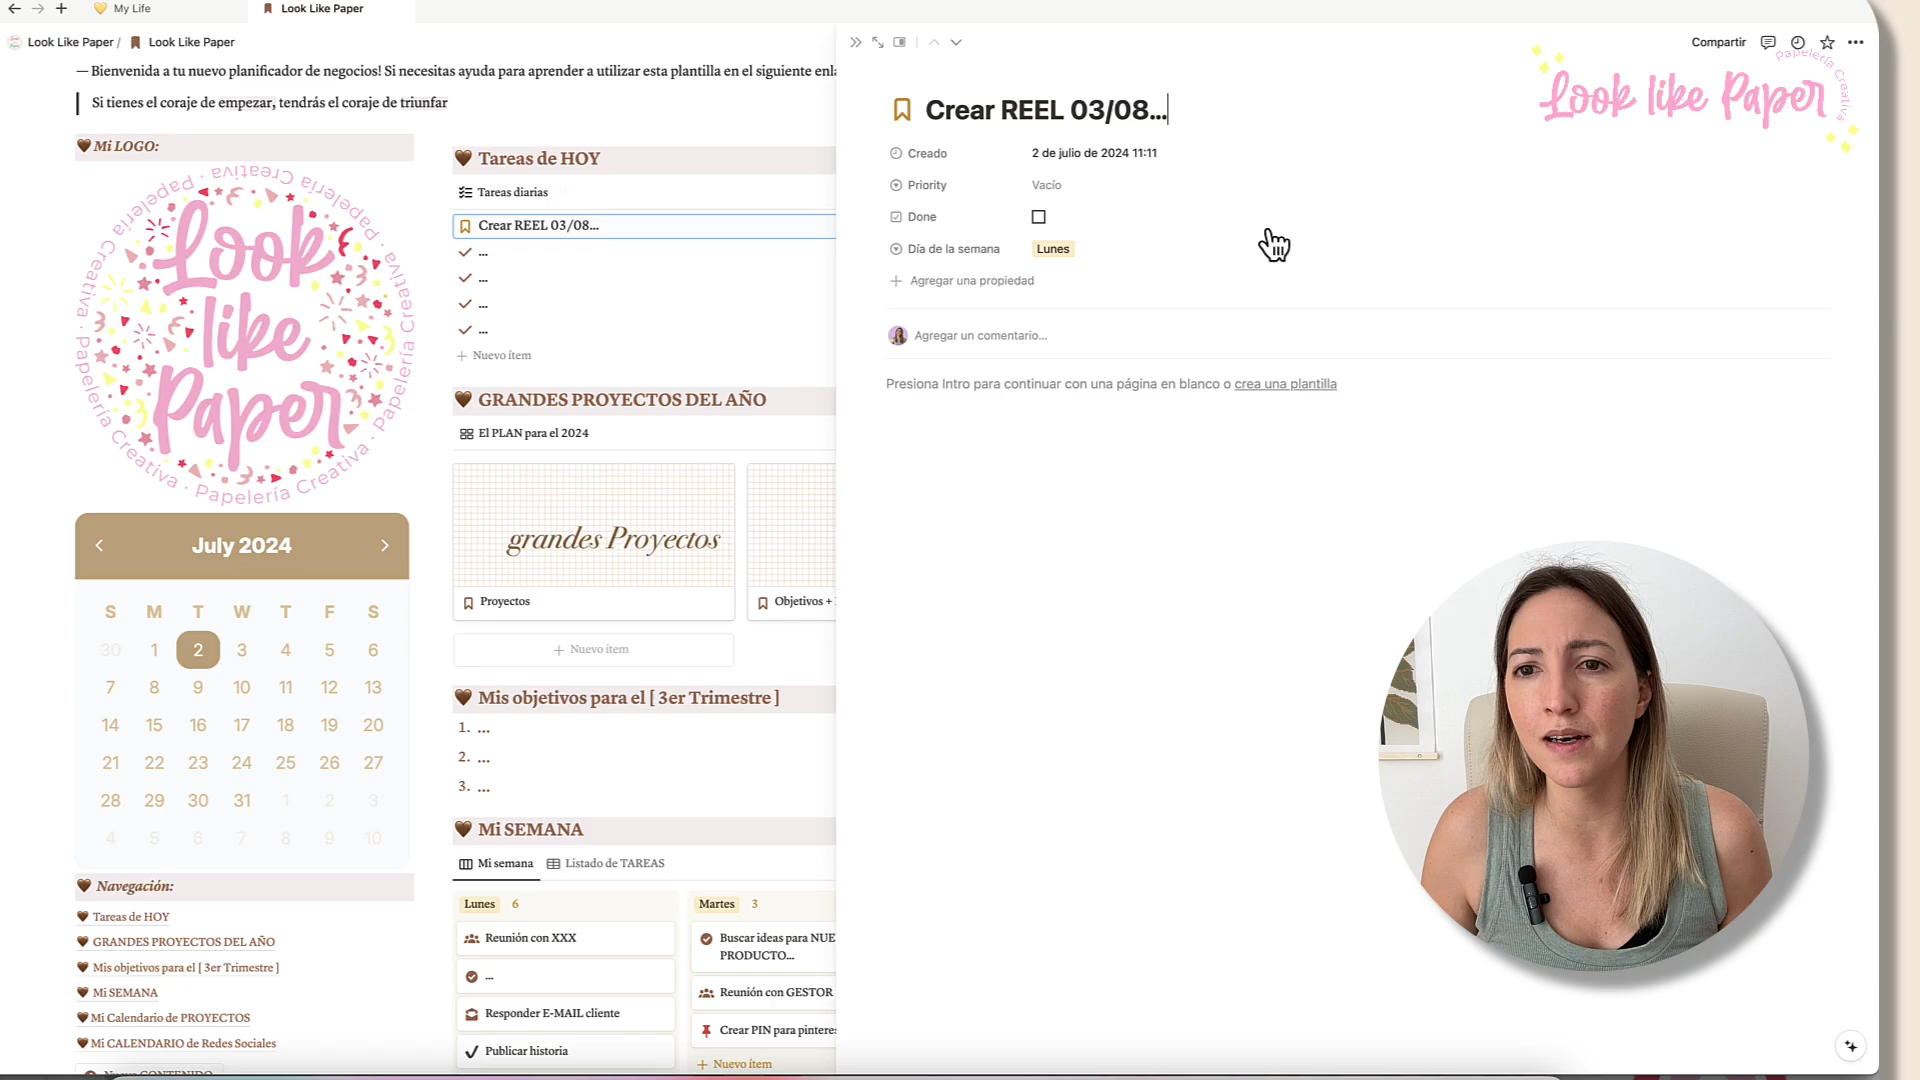 My Life
Look Like Paper
Look Like Paper /
Look Like Paper
— Bienvenida a tu nuevo planificador de negocios! Si necesitas ayuda para aprender a utilizar esta plantilla en el siguiente
Si tienes el coraje de empezar, tendrás el coraje de triunfar
Mi LOGO:
Papelería Creativa · Papelería Creativa · Papelería Creativa · Papelería Creativa
Look
like
Paper
July 2024
S M T W T F S
30 1 2 3 4 5 6
7 8 9 10 11 12 13
14 15 16 17 18 19 20
21 22 23 24 25 26 27
28 29 30 31 1 2 3
4 5 6 7 8 9 10
Navegación:
Tareas de HOY
GRANDES PROYECTOS DEL AÑO
Mis objetivos para el [ 3er Trimestre ]
Mi SEMANA
Mi Calendario de PROYECTOS
Mi CALENDARIO de Redes Sociales
Tareas de HOY
Tareas diarias
Crear REEL 03/08...
...
...
...
...
+ Nuevo ítem
GRANDES PROYECTOS DEL AÑO
El PLAN para el 2024
grandes Proyectos
Proyectos
Objetivos +
+ Nuevo ítem
Mis objetivos para el [ 3er Trimestre ]
1. ...
2. ...
3. ...
Mi SEMANA
Mi semana
Listado de TAREAS
Lunes 6
Reunión con XXX
...
Responder E-MAIL cliente
Publicar historia
Martes 3
Buscar ideas para NUE
PRODUCTO...
Reunión con GESTOR
Crear PIN para pintere
+ Nuevo ítem
Compartir
Look like Paper
Papelería Creativa
Crear REEL 03/08...
Creado 2 de julio de 2024 11:11
Priority Vacío
Done
Día de la semana Lunes
+ Agregar una propiedad
Agregar un comentario...
Presiona Intro para continuar con una página en blanco o crea una plantilla